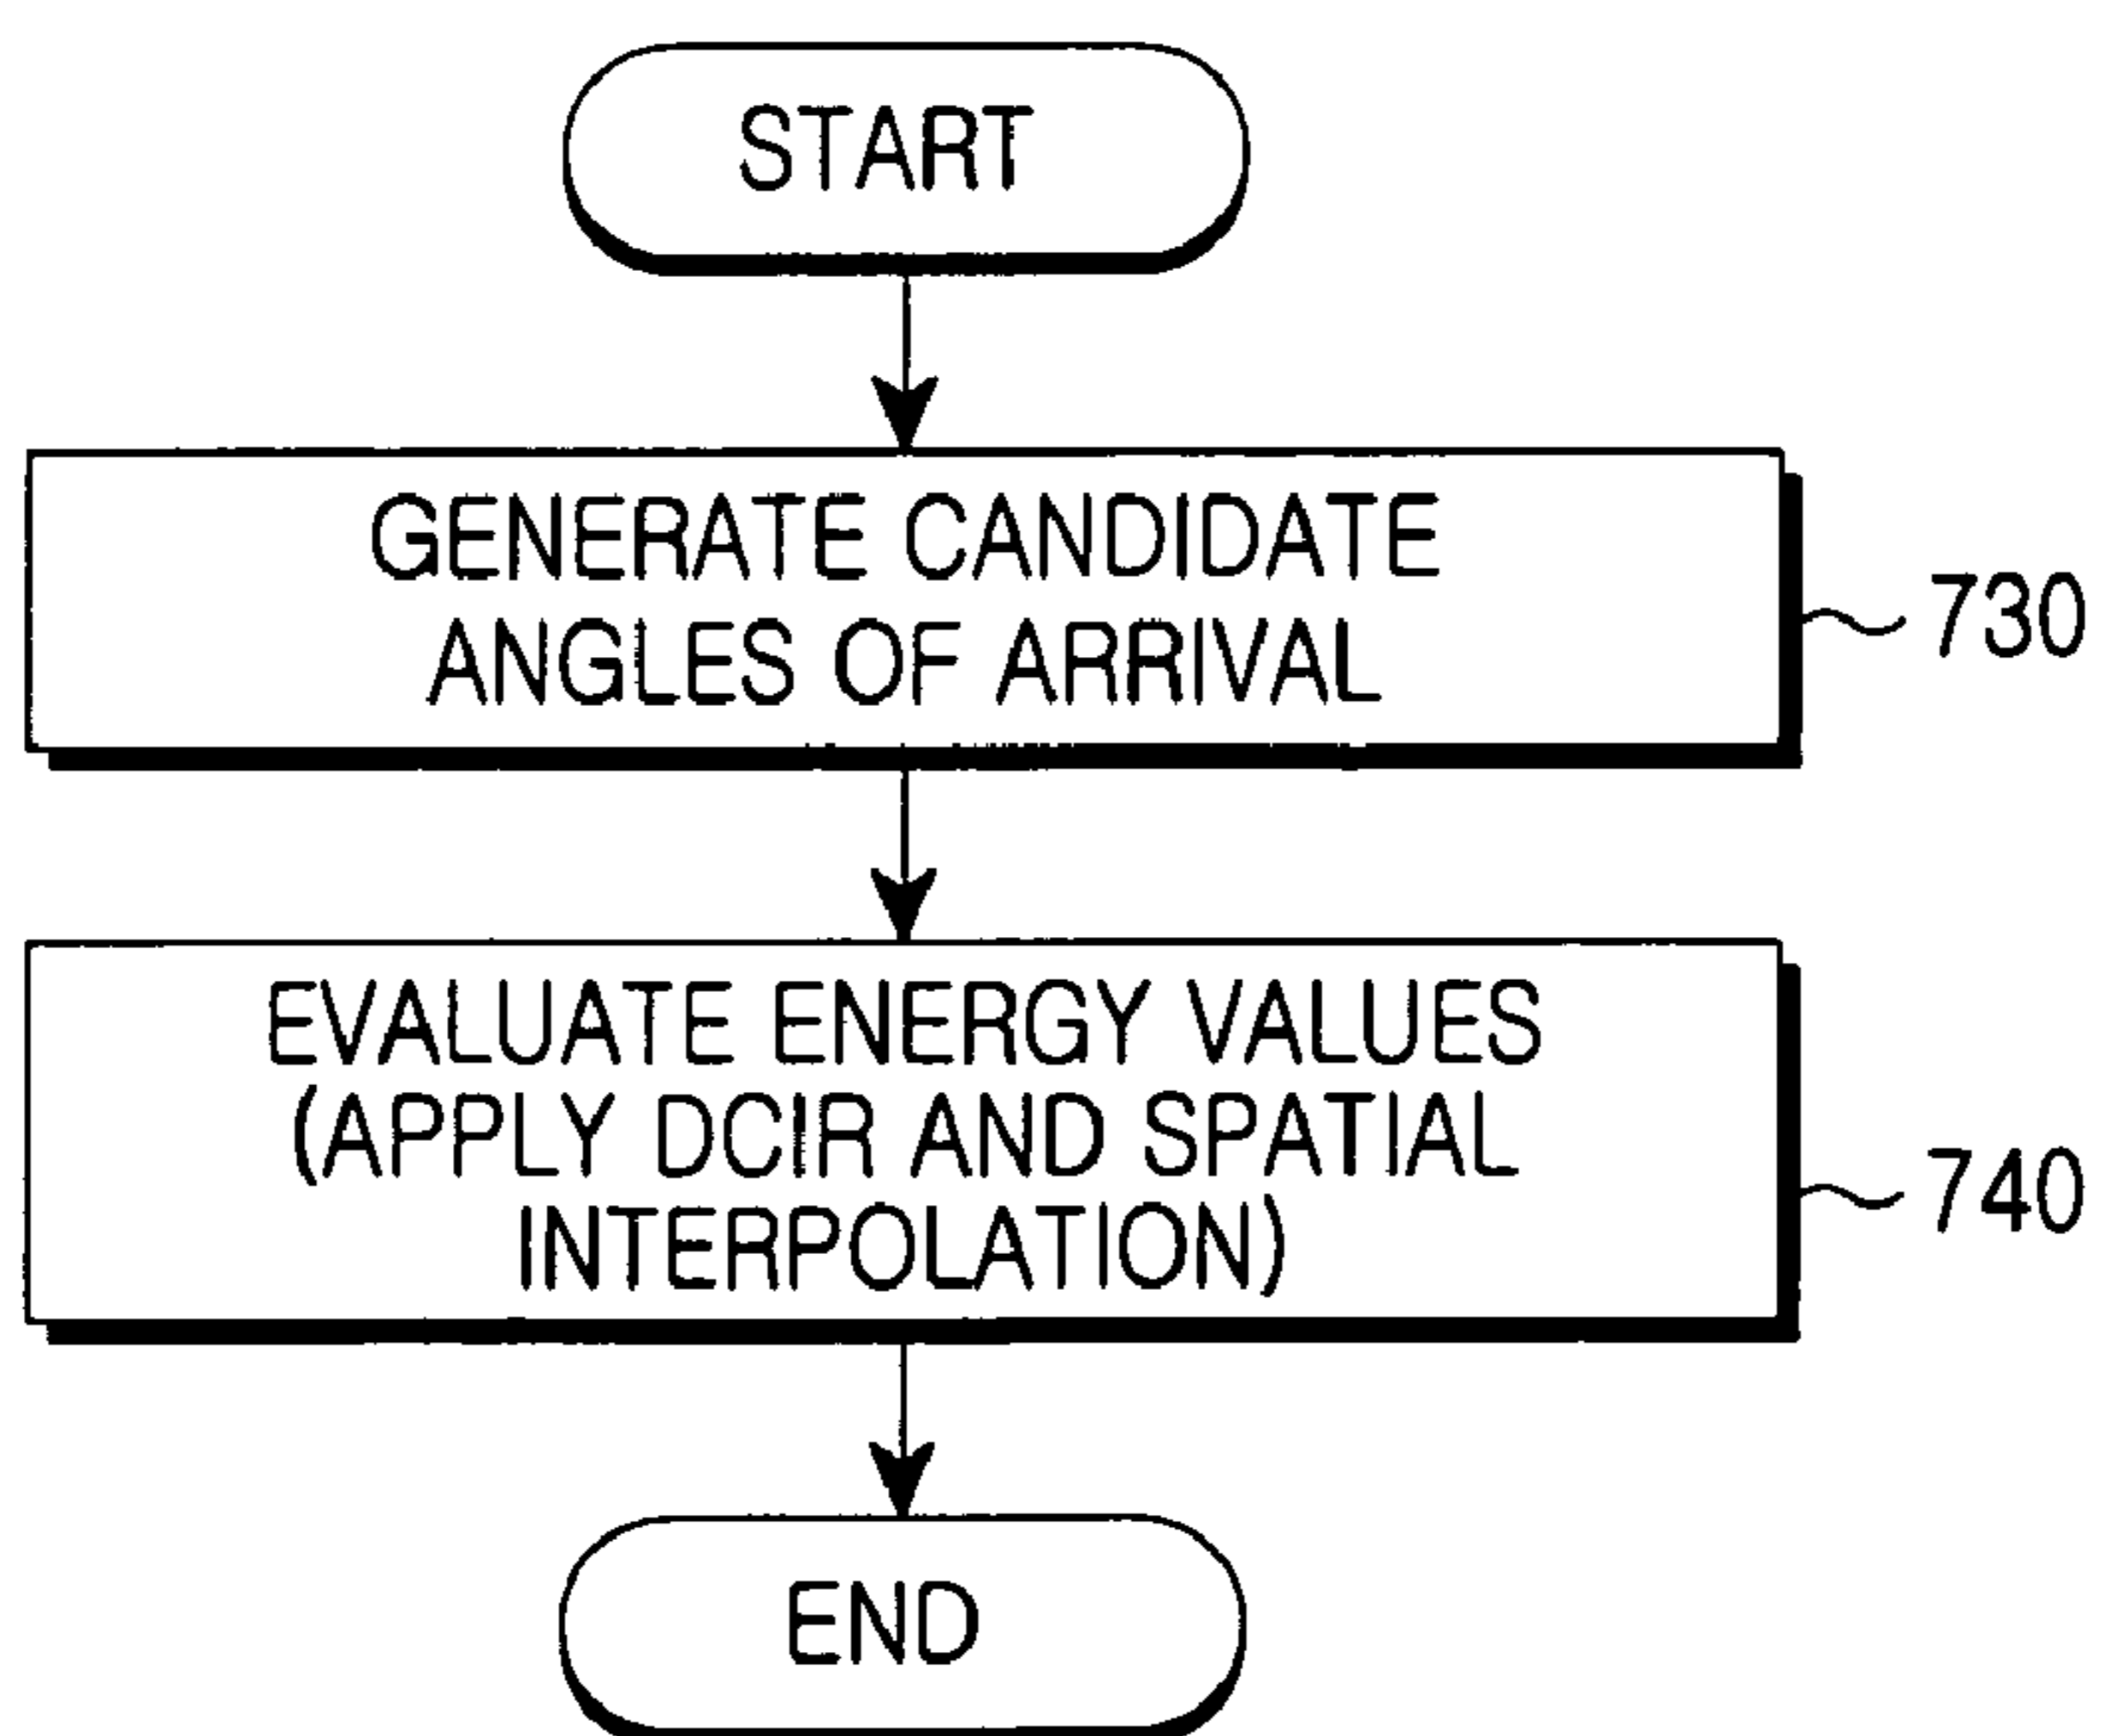 START
GENERATE CANDIDATE
ANGLES OF ARRIVAL
730
EVALUATE ENERGY VALUES
(APPLY DCIR AND SPATIAL
INTERPOLATION)
740
END